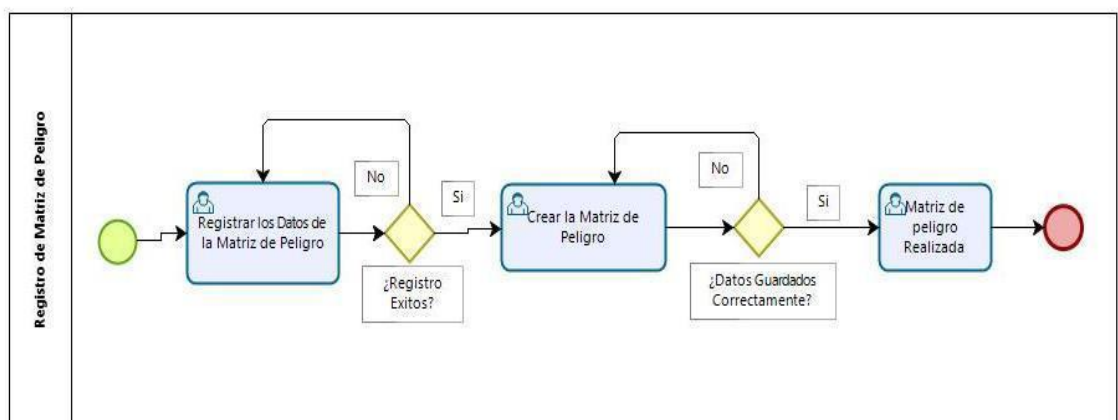 Registro de Matriz de Peligro
Registrar los Datos de
la Matriz de Peligro
No
¿Registro
Exitos?
Si
Crear la Matriz de
Peligro
No
¿Datos Guardados
Correctamente?
Si
Matriz de
peligro
Realizada